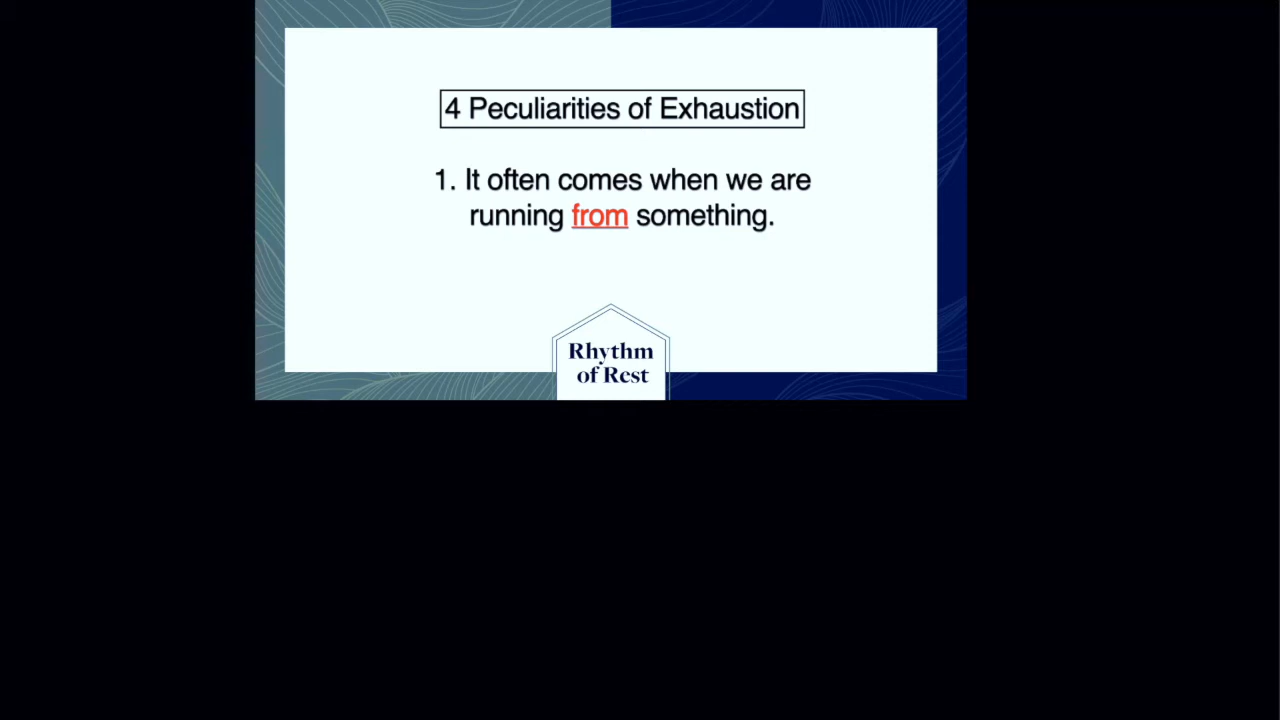 4 Peculiarities of Exhaustion
1. It often comes when we are
running from something.
Rhythm
of Rest